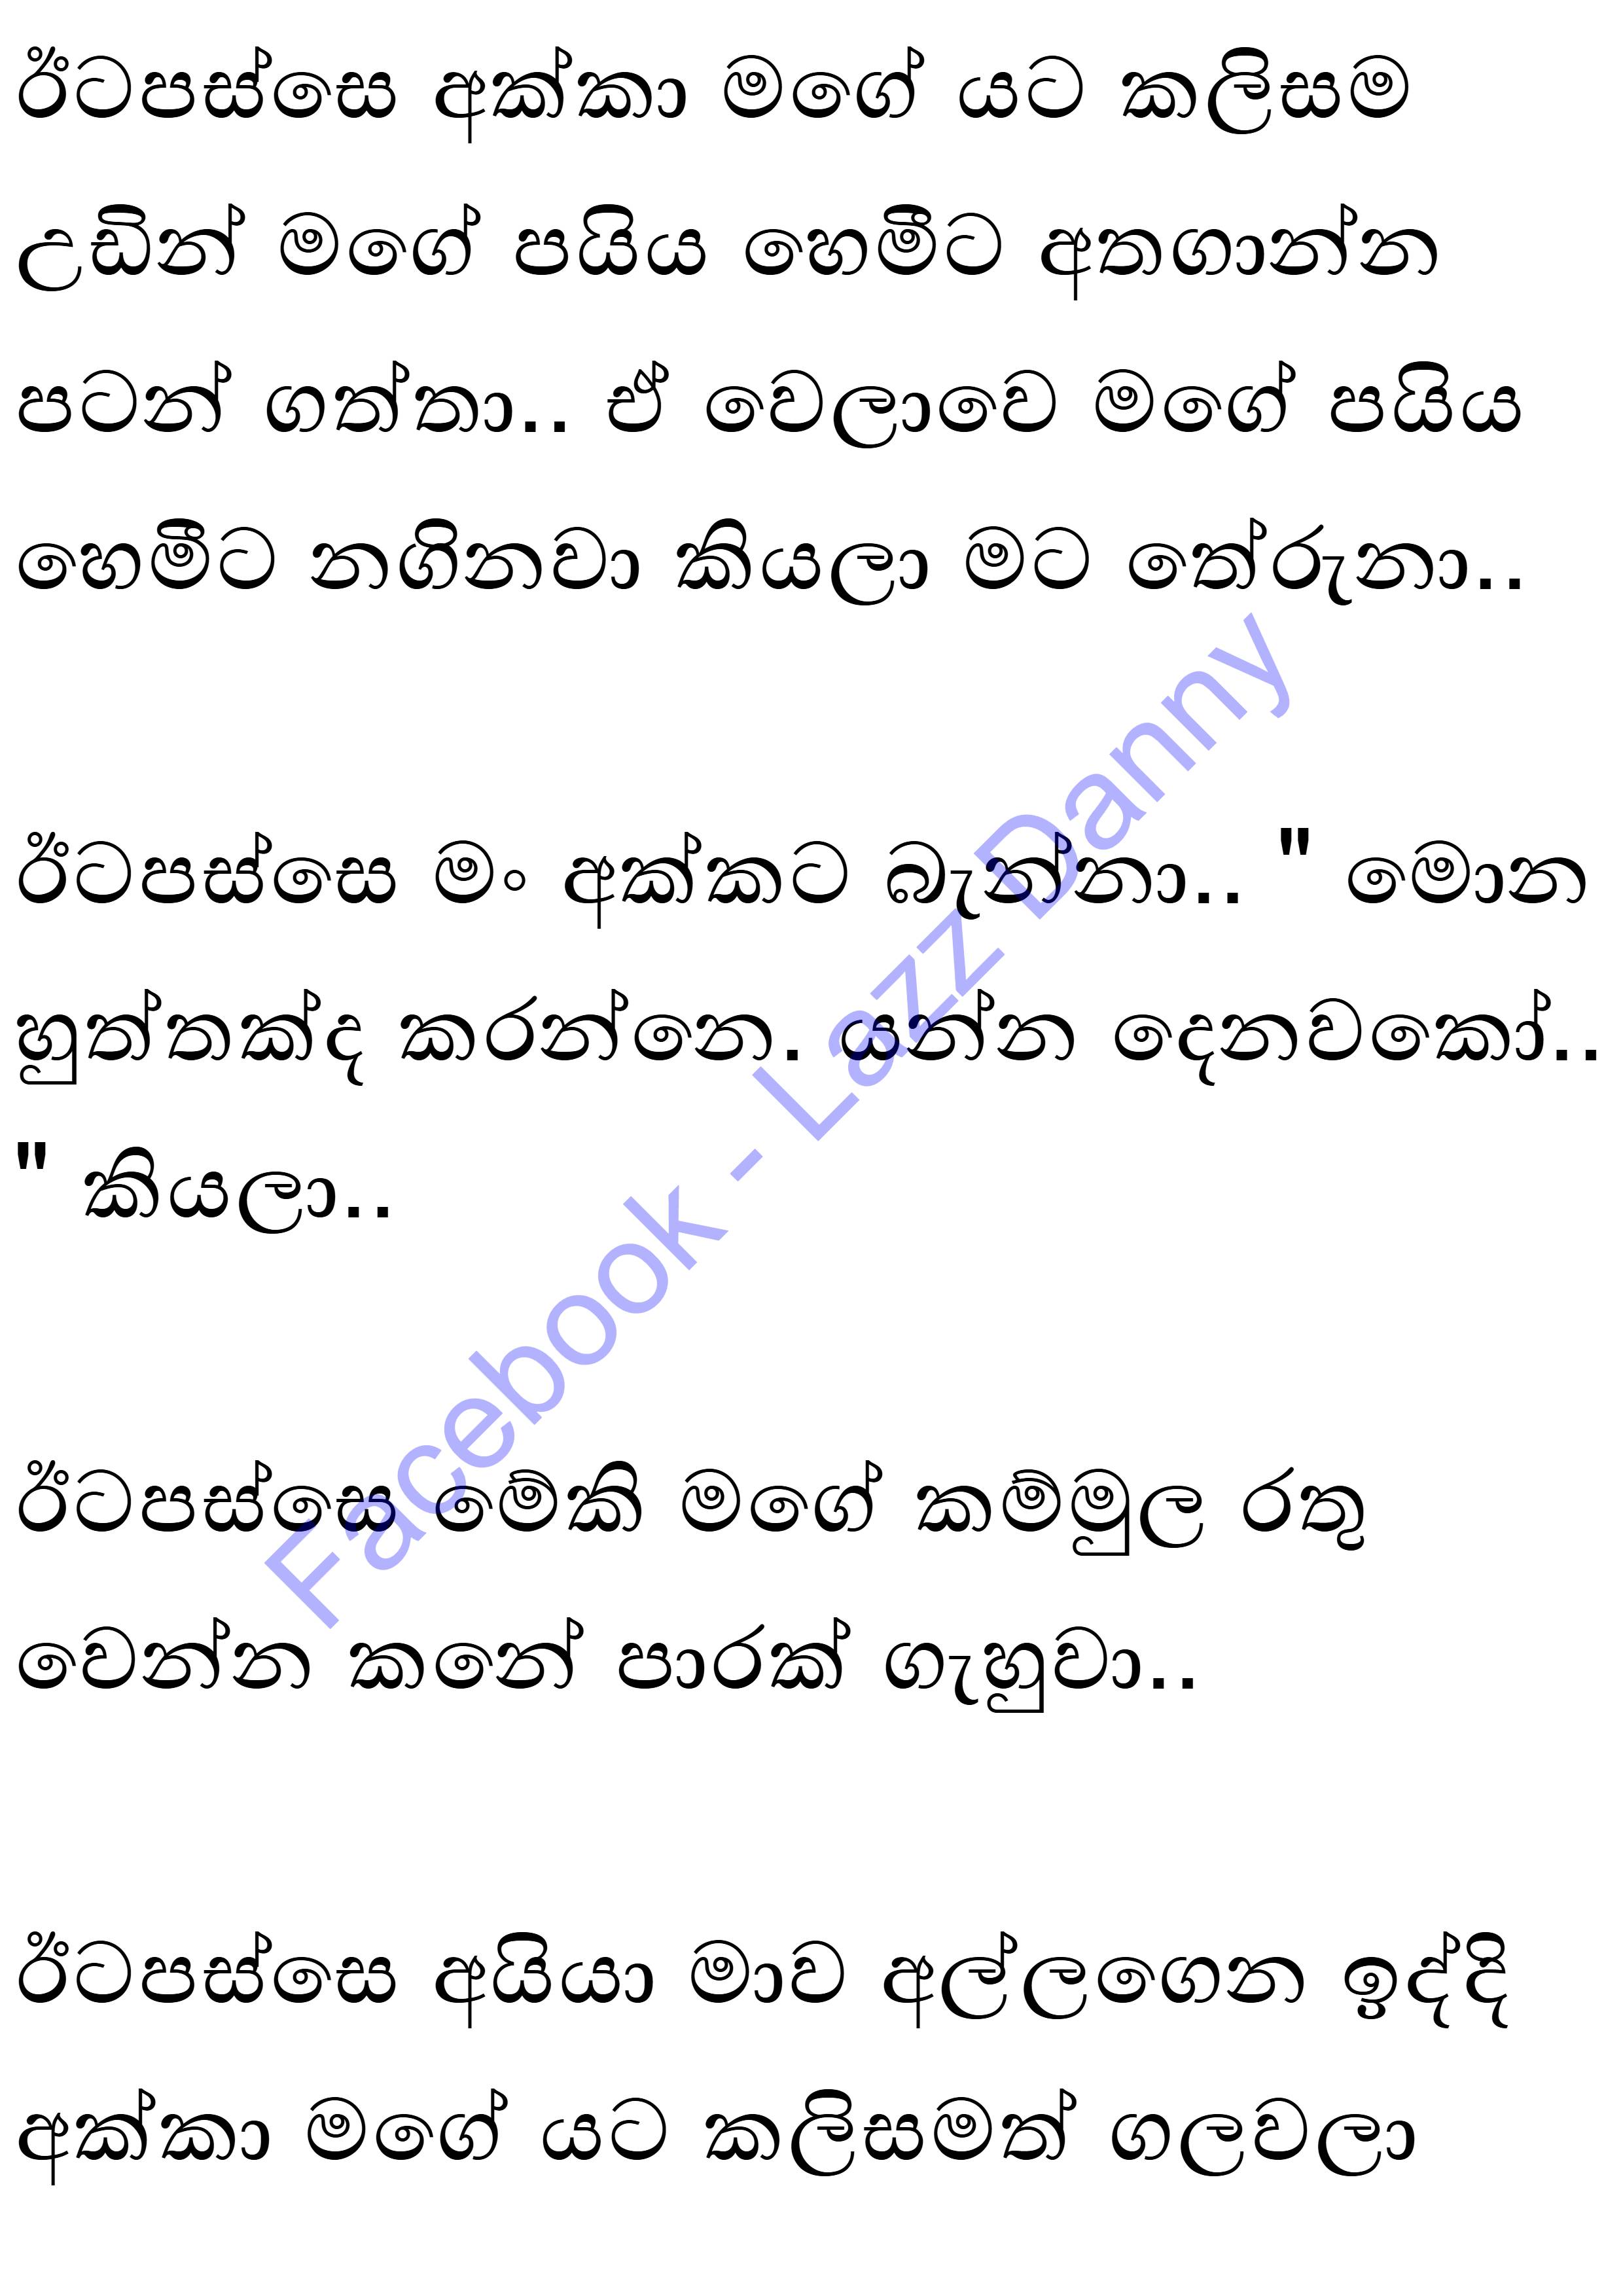 ඊටපස්සෙ අක්කා මගේ යට කලිසම
උඩින් මගේ පයිය හෙමීට අතගාන්න
පටන් ගත්තා.. ඒ වෙලාවෙ මගේ පයිය
හෙමීට නගිනවා කියලා මට තේරුනා..
ඊටපස්සෙ මං අක්කට බැන්නා.. " මොන
හුත්තක්ද කරන්නෙ. යන්න දෙනවකෝ..
" කියලා..
ඊටපස්සෙ මේකි මගේ කම්මුල රතු
වෙන්න කනේ පාරක් ගැහුවා..
ඊටපස්සෙ අයියා මාව අල්ලගෙන ඉද්දි
අක්කා මගේ යට කලිසමත් ගලවලා
Facebook - Lazz Danny